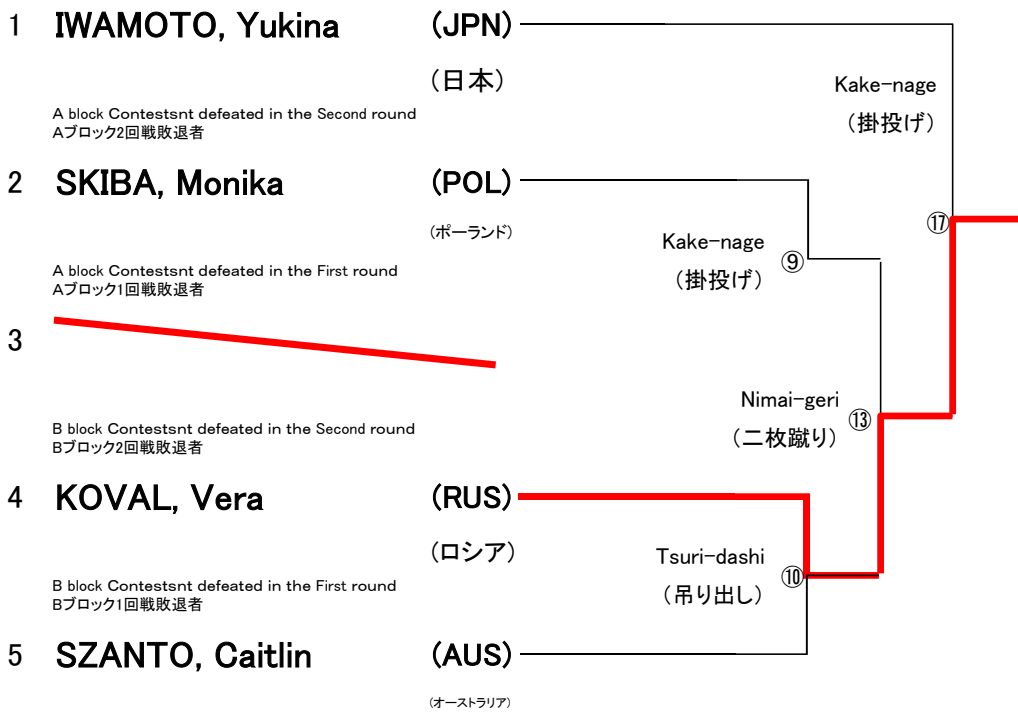 1 IWAMOTO, Yukina (JPN)
(日本)
Kake-nage
(掛投げ)
A block Contestsnt defeated in the Second round
Aブロック2回戦敗退者
2 SKIBA, Monika (POL)
(ポーランド)
⑰
Kake-nage
⑨
(掛投げ)
A block Contestsnt defeated in the First round
Aブロック1回戦敗退者
3
Nimai-geri
⑬
(二枚蹴り)
B block Contestsnt defeated in the Second round
Bブロック2回戦敗退者
4 KOVAL, Vera (RUS)
(ロシア)
Tsuri-dashi
⑩
(吊り出し)
B block Contestsnt defeated in the First round
Bブロック1回戦敗退者
5 SZANTO, Caitlin (AUS)
(オーストラリア)